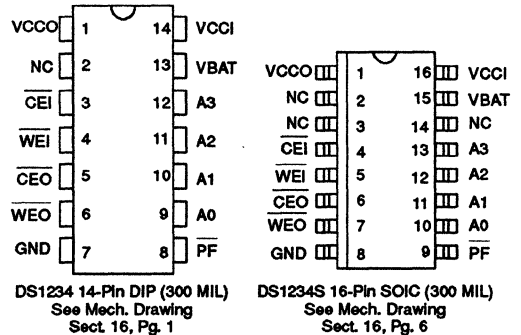 VCCO 1 14 VCCI
NC 2 13 VBAT
CEI 3 12 A3
WEI 4 11 A2
CEO 5 10 A1
WEO 6 9 A0
GND 7 8 PF
DS1234 14-Pin DIP (300 MIL)
See Mech. Drawing
Sect. 16, Pg. 1
VCCO 1 16 VCCI
NC 2 15 VBAT
NC 3 14 NC
CEI 4 13 A3
WEI 5 12 A2
CEO 6 11 A1
WEO 7 10 A0
GND 8 9 PF
DS1234S 16-Pin SOIC (300 MIL)
See Mech. Drawing
Sect. 16, Pg. 6